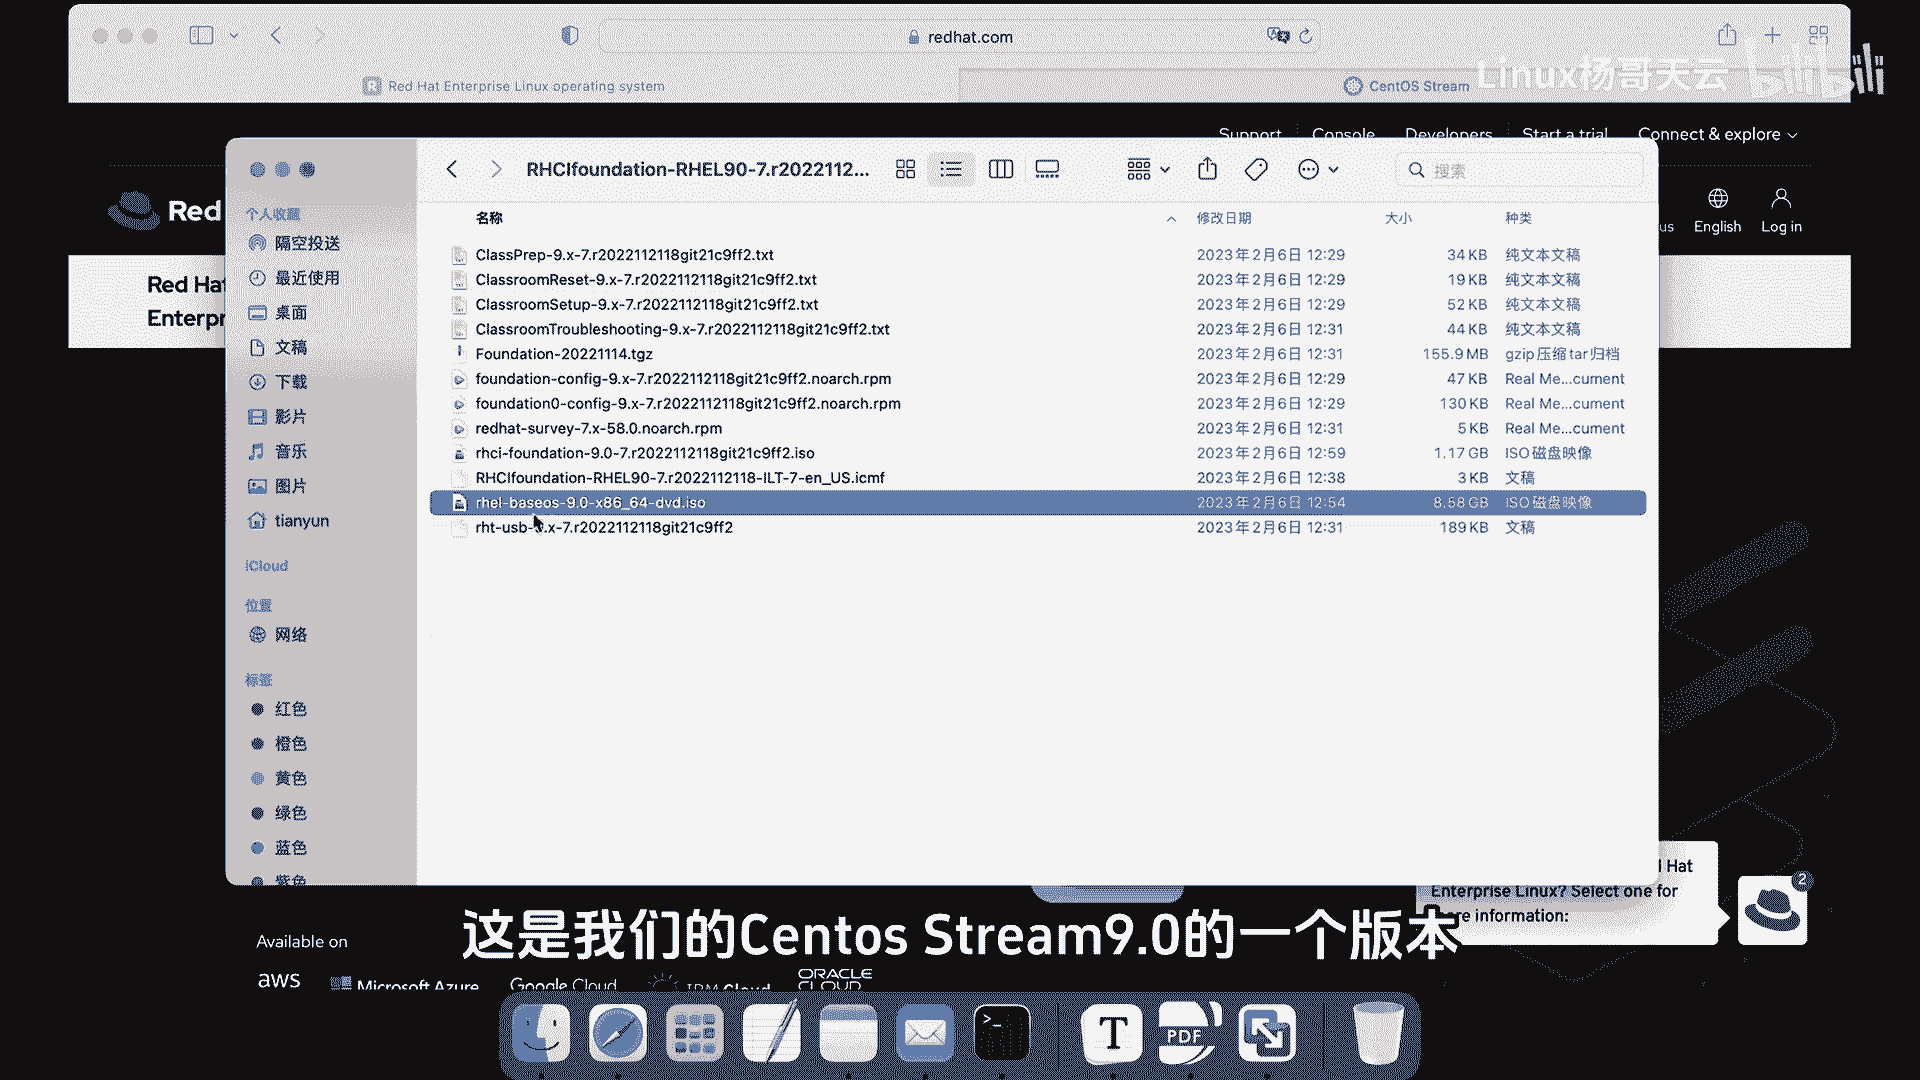 redhat.com
Red Hat Enterprise Linux operating system
CentOS Stream
Linux杨哥天云 bilibili
Support Console Developers Start a trial Connect & explore
RHCIfoundation-RHEL90-7.r2022112...
搜索
Red
us English Log in
个人收藏
隔空投送
最近使用
桌面
文稿
下载
影片
音乐
图片
tianyun
iCloud
位置
网络
标签
红色
橙色
黄色
绿色
蓝色
紫色
名称 修改日期 大小 种类
ClassPrep-9.x-7.r2022112118git21c9ff2.txt 2023年2月6日 12:29 34 KB 纯文本文稿
ClassroomReset-9.x-7.r2022112118git21c9ff2.txt 2023年2月6日 12:29 19 KB 纯文本文稿
ClassroomSetup-9.x-7.r2022112118git21c9ff2.txt 2023年2月6日 12:29 52 KB 纯文本文稿
ClassroomTroubleshooting-9.x-7.r2022112118git21c9ff2.txt 2023年2月6日 12:31 44 KB 纯文本文稿
Foundation-20221114.tgz 2023年2月6日 12:31 155.9 MB gzip压缩tar归档
foundation-config-9.x-7.r2022112118git21c9ff2.noarch.rpm 2023年2月6日 12:29 47 KB Real Me...cument
foundation0-config-9.x-7.r2022112118git21c9ff2.noarch.rpm 2023年2月6日 12:29 130 KB Real Me...cument
redhat-survey-7.x-58.0.noarch.rpm 2023年2月6日 12:31 5 KB Real Me...cument
rhci-foundation-9.0-7.r2022112118git21c9ff2.iso 2023年2月6日 12:59 1.17 GB ISO磁盘映像
RHCIfoundation-RHEL90-7.r2022112118-ILT-7-en_US.icmf 2023年2月6日 12:38 3 KB 文稿
rhel-baseos-9.0-x86_64-dvd.iso 2023年2月6日 12:54 8.58 GB ISO磁盘映像
rht-usb-9.x-7.r2022112118git21c9ff2 2023年2月6日 12:31 189 KB 文稿
Red Hat
Enterpr
Hat
Enterprise Linux? Select one for
information:
2
这是我们的Centos Stream9.0的一个版本
Available on
aws Microsoft Azure Google Cloud IBM Cloud ORACLE CLOUD
T
PDF